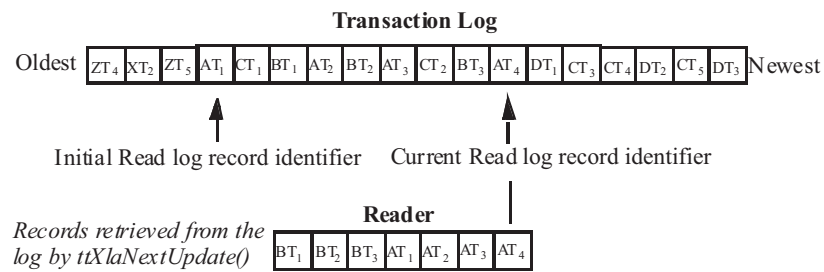 Transaction Log
Oldest ZT4 XT2 ZT5 AT1 CT1 BT1 AT2 BT2 AT3 CT2 BT3 AT4 DT1 CT3 CT4 DT2 CT5 DT3 Newest
Initial Read log record identifier Current Read log record identifier
Reader
Records retrieved from the
log by ttXlaNextUpdate() BT1 BT2 BT3 AT1 AT2 AT3 AT4